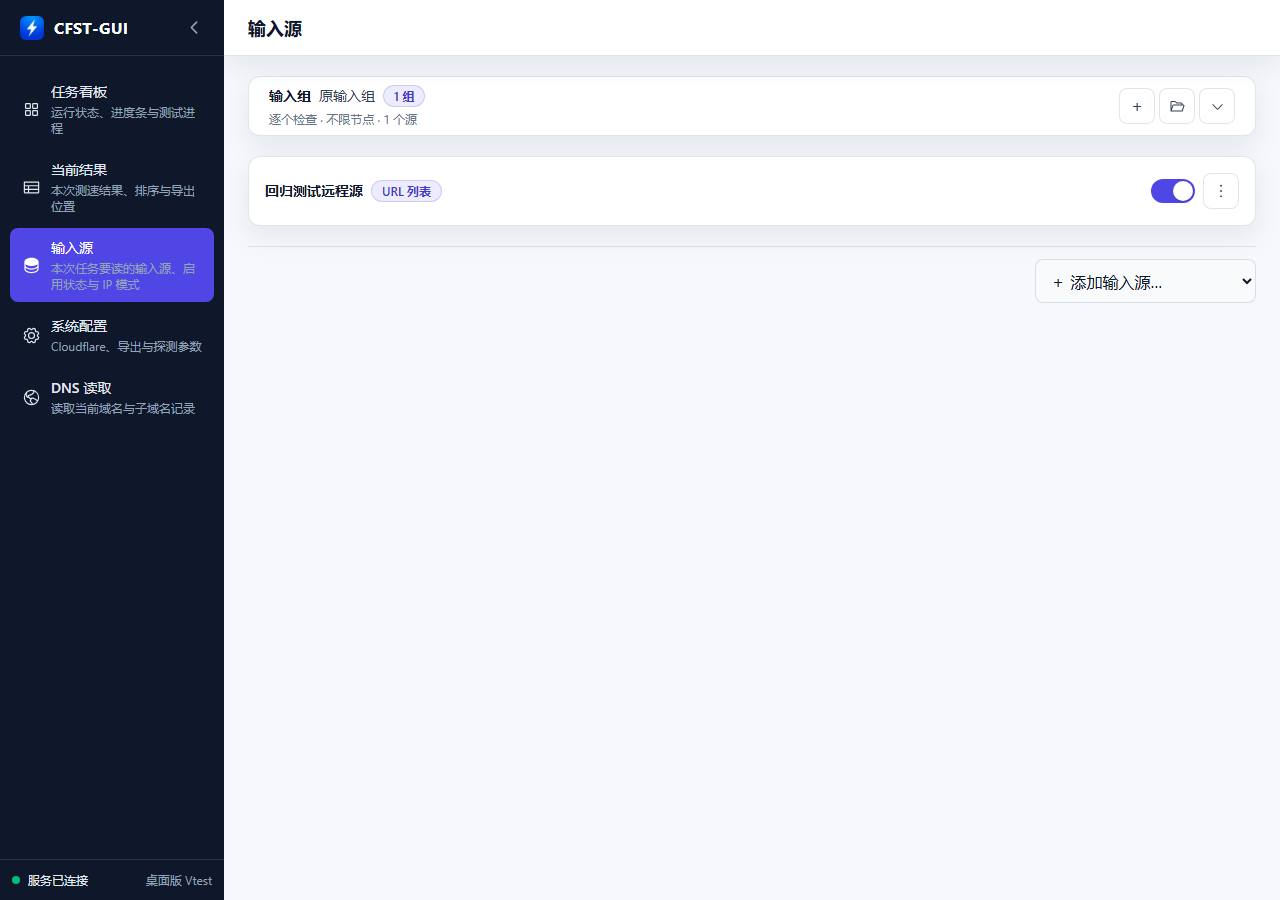 CFST-GUI
任务看板
运行状态、进度条与测试进
程
当前结果
本次测速结果、排序与导出
位置
输入源
本次任务要读的输入源、启
用状态与 IP 模式
系统配置
Cloudflare、导出与探测参数
DNS 读取
读取当前域名与子域名记录
服务已连接 桌面版 Vtest
输入源
输入组 原输入组 1 组
逐个检查 · 不限节点 · 1 个源
回归测试远程源 URL 列表
+ 添加输入源...